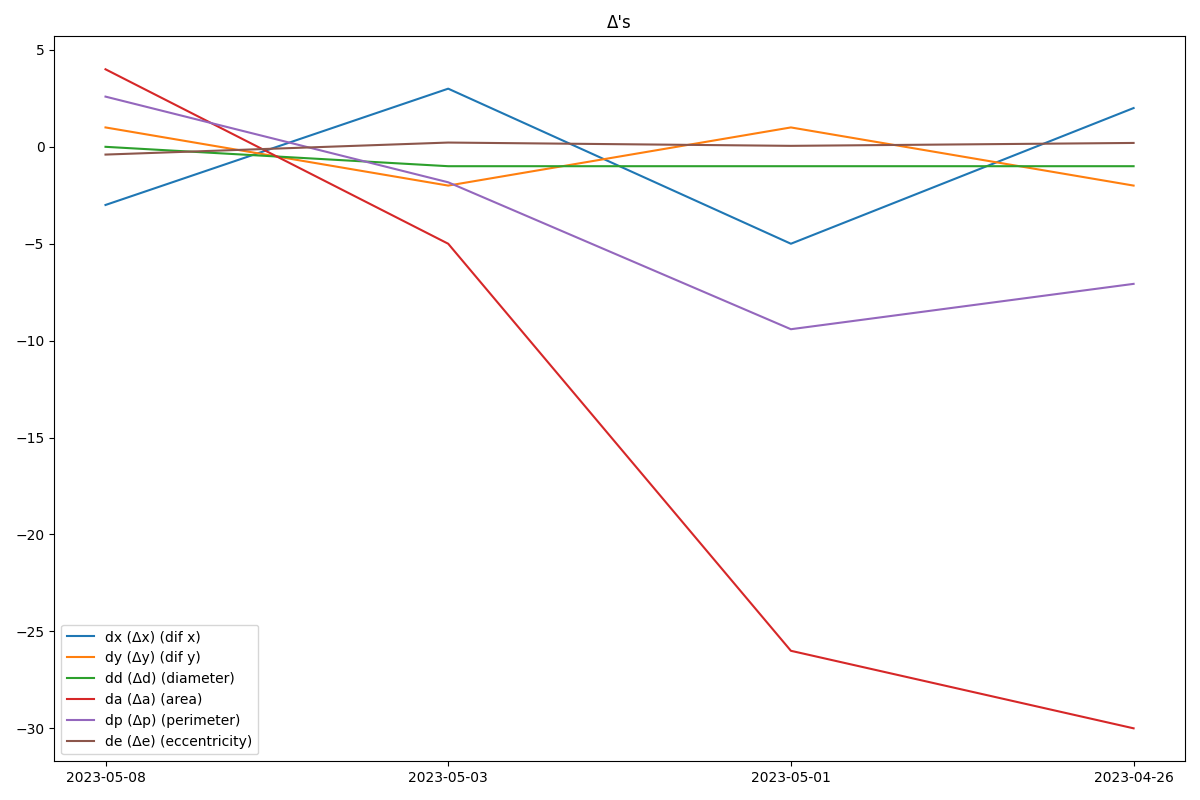 Δ's
5
0
−5
−10
−15
−20
−25
−30
dx (Δx) (dif x)
dy (Δy) (dif y)
dd (Δd) (diameter)
da (Δa) (area)
dp (Δp) (perimeter)
de (Δe) (eccentricity)
2023-05-08 2023-05-03 2023-05-01 2023-04-26